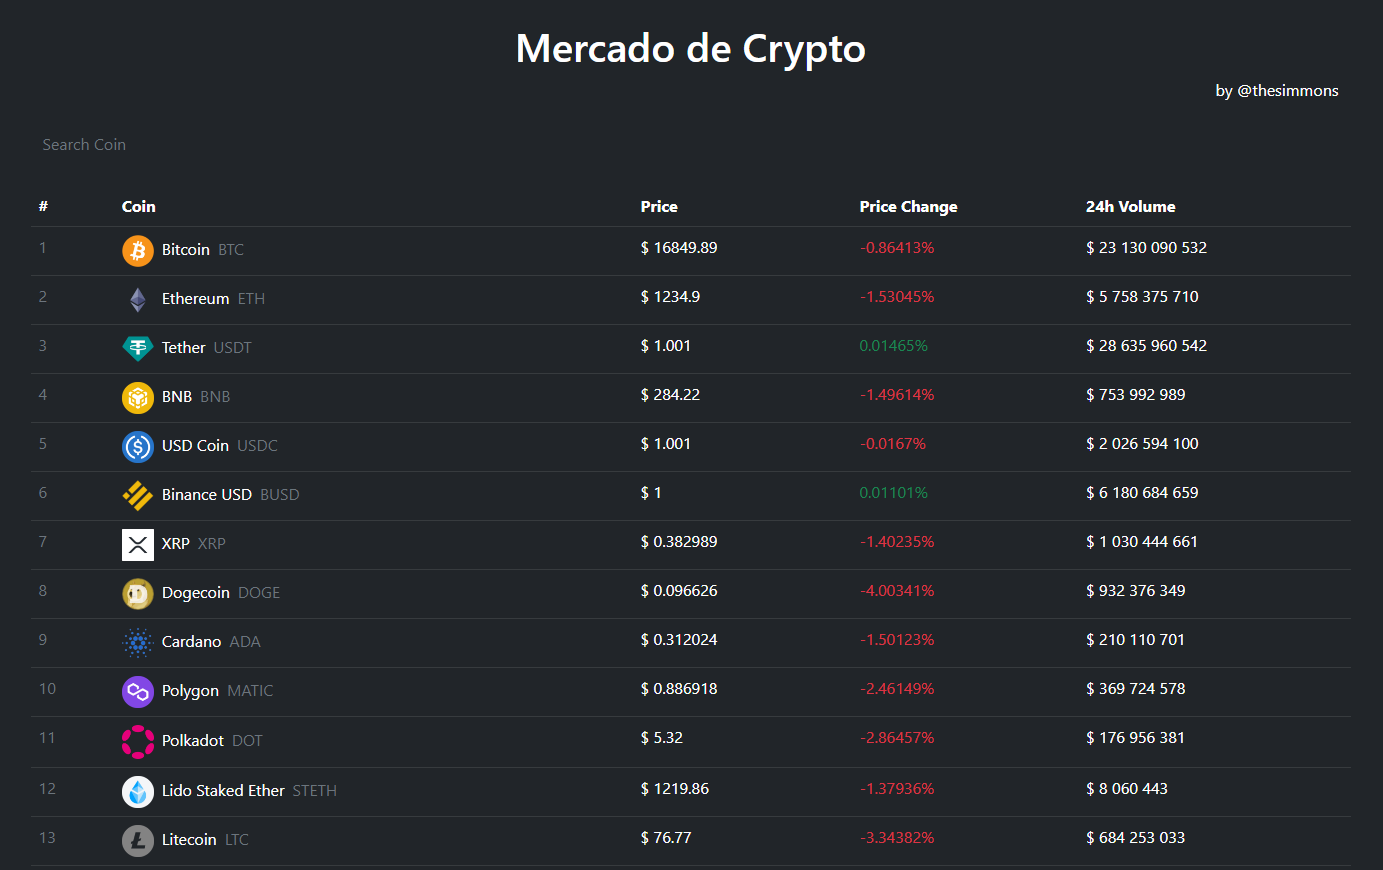 Mercado de Crypto
by @thesimmons
Search Coin
# Coin Price Price Change 24h Volume
1 Bitcoin BTC $ 16849.89 -0.86413% $ 23 130 090 532
2 Ethereum ETH $ 1234.9 -1.53045% $ 5 758 375 710
3 Tether USDT $ 1.001 0.01465% $ 28 635 960 542
4 BNB BNB $ 284.22 -1.49614% $ 753 992 989
5 USD Coin USDC $ 1.001 -0.0167% $ 2 026 594 100
6 Binance USD BUSD $ 1 0.01101% $ 6 180 684 659
7 XRP XRP $ 0.382989 -1.40235% $ 1 030 444 661
8 Dogecoin DOGE $ 0.096626 -4.00341% $ 932 376 349
9 Cardano ADA $ 0.312024 -1.50123% $ 210 110 701
10 Polygon MATIC $ 0.886918 -2.46149% $ 369 724 578
11 Polkadot DOT $ 5.32 -2.86457% $ 176 956 381
12 Lido Staked Ether STETH $ 1219.86 -1.37936% $ 8 060 443
13 Litecoin LTC $ 76.77 -3.34382% $ 684 253 033